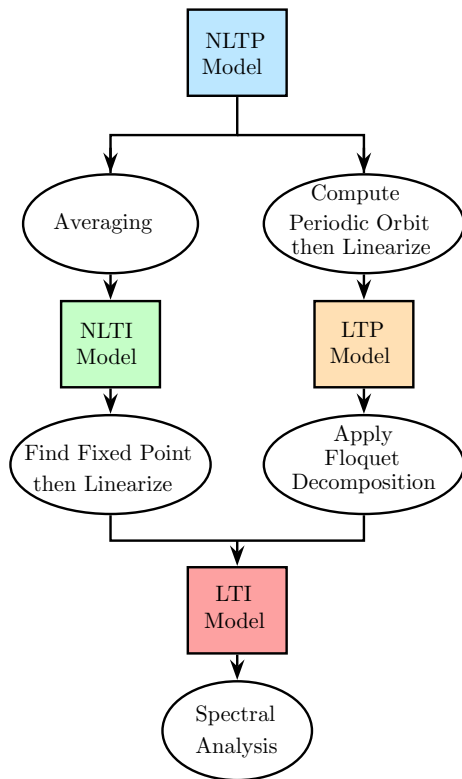 NLTP
Model
Averaging
Compute
Periodic Orbit
then Linearize
NLTI
Model
LTP
Model
Find Fixed Point
then Linearize
Apply
Floquet
Decomposition
LTI
Model
Spectral
Analysis